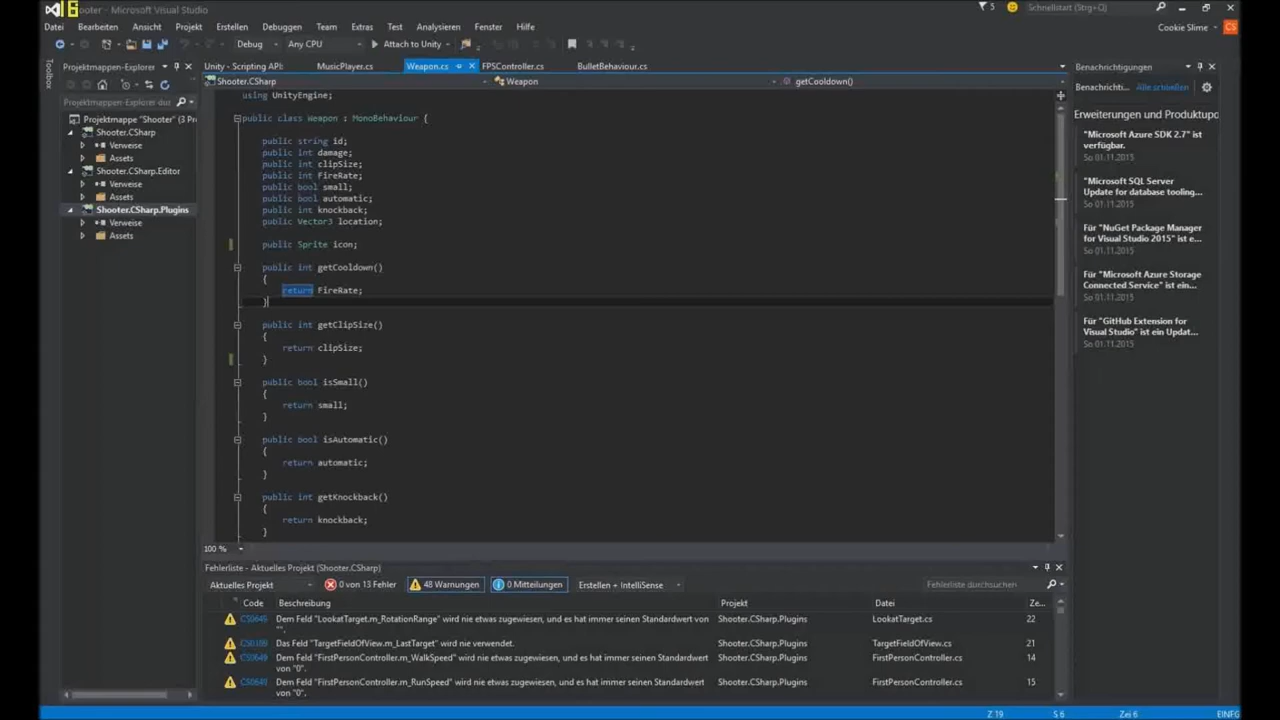 ooter - Microsoft Visual Studio
5
Schnellstart (Strg+Q)
Datei Bearbeiten Ansicht Projekt Erstellen Debuggen Team Extras Test Analysieren Fenster Hilfe
Cookie Slime
CS
Debug Any CPU Attach to Unity
Toolbox
Projektmappen-Explorer
Projektmappen-Explorer durc
Projektmappe "Shooter" (3 Pr
Shooter.CSharp
Verweise
Assets
Shooter.CSharp.Editor
Verweise
Assets
Shooter.CSharp.Plugins
Verweise
Assets
Unity - Scripting API: MusicPlayer.cs Weapon.cs FPSController.cs BulletBehaviour.cs
Shooter.CSharp Weapon getCooldown()
using UnityEngine;
public class Weapon : MonoBehaviour {
public string id;
public int damage;
public int clipSize;
public int FireRate;
public bool small;
public bool automatic;
public int knockback;
public Vector3 location;
public Sprite icon;
public int getCooldown()
{
return FireRate;
}
public int getClipSize()
{
return clipSize;
}
public bool isSmall()
{
return small;
}
public bool isAutomatic()
{
return automatic;
}
public int getKnockback()
{
return knockback;
}
100 %
Benachrichtigungen
Benachrichti... Alle schließen
Erweiterungen und Produktupd
"Microsoft Azure SDK 2.7" ist
verfügbar.
So 01.11.2015
"Microsoft SQL Server
Update for database tooling...
So 01.11.2015
Für "NuGet Package Manager
for Visual Studio 2015" ist e...
So 01.11.2015
Für "Microsoft Azure Storage
Connected Service" ist ein...
So 01.11.2015
Für "GitHub Extension for
Visual Studio" ist ein Updat...
So 01.11.2015
Fehlerliste - Aktuelles Projekt (Shooter.CSharp)
Aktuelles Projekt 0 von 13 Fehler 48 Warnungen 0 Mitteilungen Erstellen + IntelliSense Fehlerliste durchsuchen
Code Beschreibung Projekt Datei Ze...
CS0649 Dem Feld "LookatTarget.m_RotationRange" wird nie etwas zugewiesen, und es hat immer seinen Standardwert von Shooter.CSharp.Plugins LookatTarget.cs 22
"".
Das Feld "TargetFieldOfView.m_LastTarget" wird nie verwendet. Shooter.CSharp.Plugins TargetFieldOfView.cs 21
CS0649 Dem Feld "FirstPersonController.m_WalkSpeed" wird nie etwas zugewiesen, und es hat immer seinen Standardwert Shooter.CSharp.Plugins FirstPersonController.cs 14
von "0".
CS0649 Dem Feld "FirstPersonController.m_RunSpeed" wird nie etwas zugewiesen, und es hat immer seinen Standardwert Shooter.CSharp.Plugins FirstPersonController.cs 15
von "0".
Z 19 S 6 Zei 6 EINFG